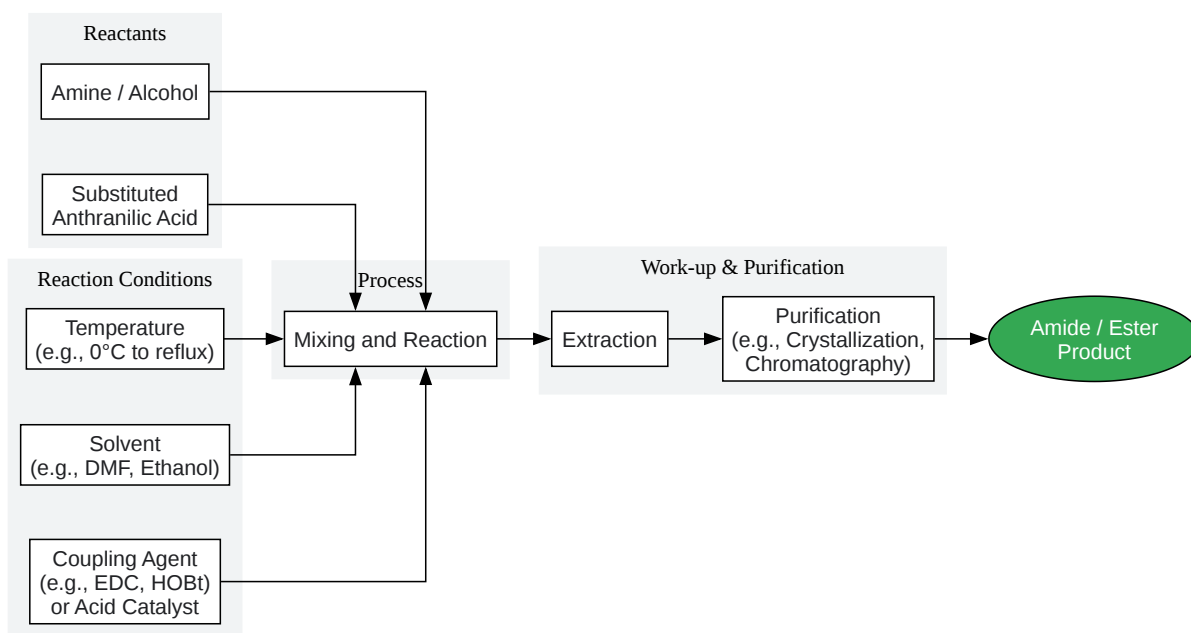 Reactants
Amine / Alcohol
Substituted
Anthranilic Acid
Reaction Conditions
Temperature
(e.g., 0°C to reflux)
Solvent
(e.g., DMF, Ethanol)
Coupling Agent
(e.g., EDC, HOBt)
or Acid Catalyst
Process
Mixing and Reaction
Work-up & Purification
Extraction
Purification
(e.g., Crystallization,
Chromatography)
Amide / Ester
Product